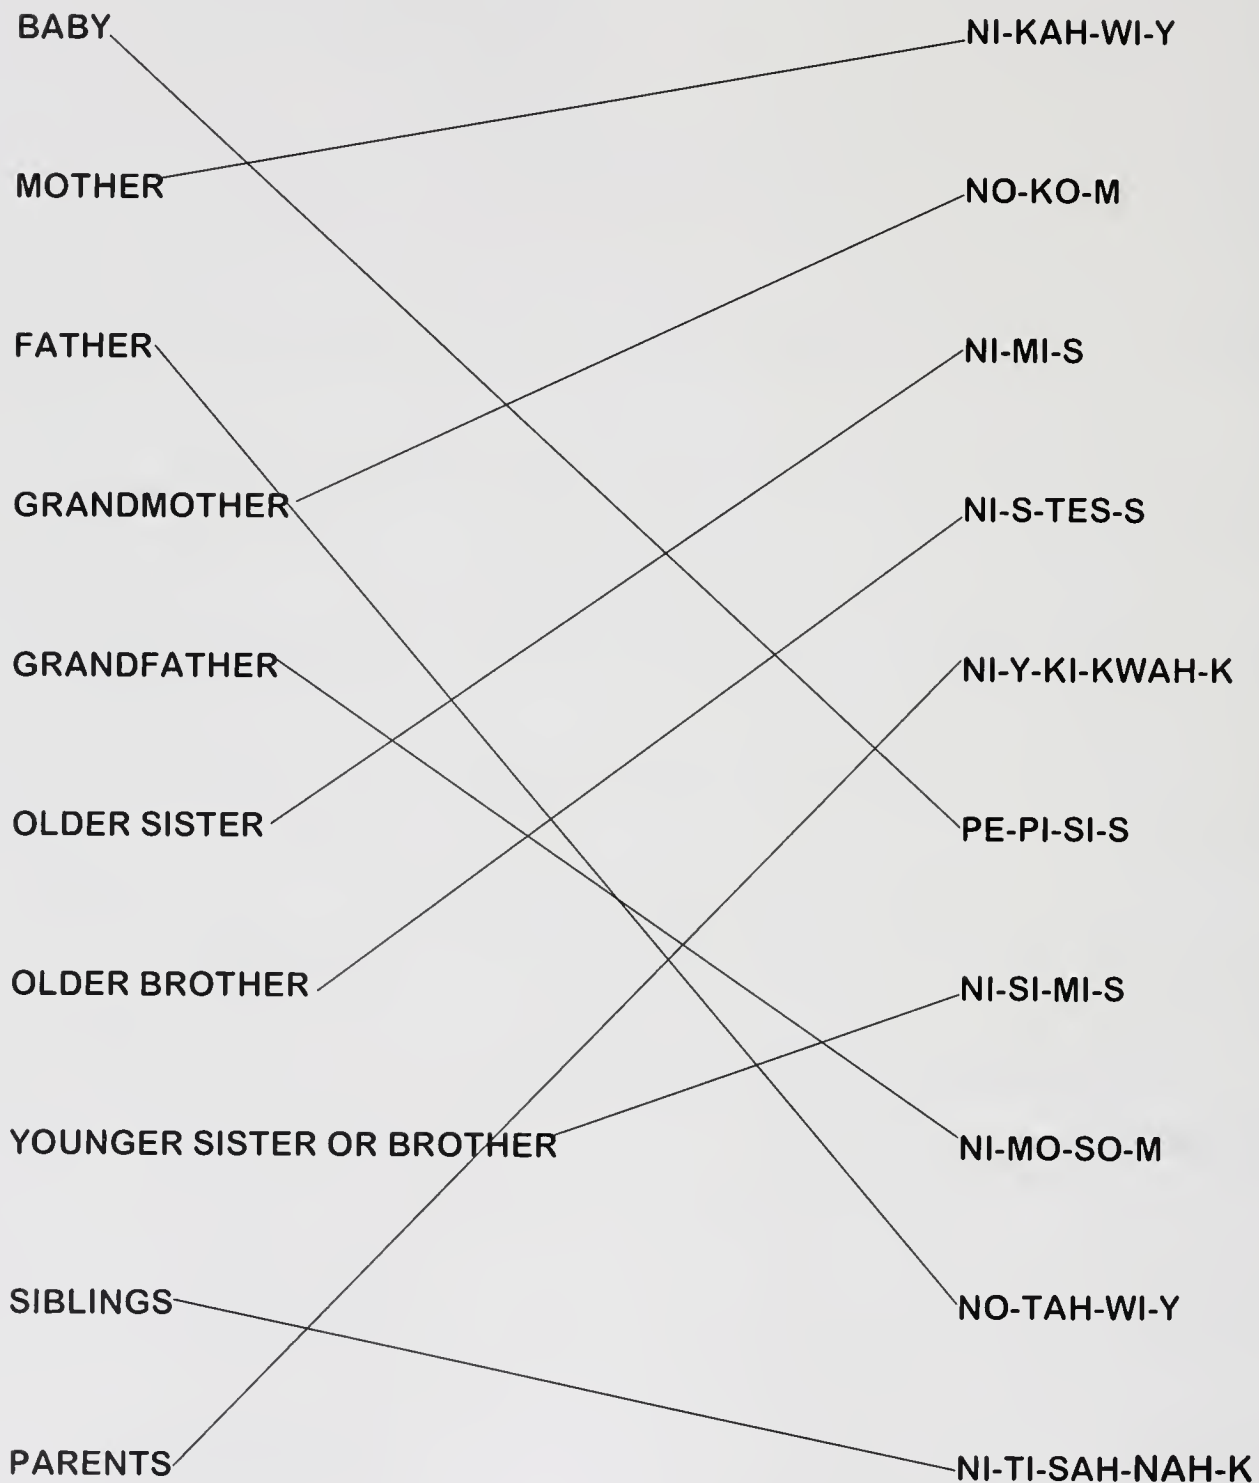 BABY
NI-KAH-WI-Y
MOTHER
NO-KO-M
FATHER
NI-MI-S
GRANDMOTHER
NI-S-TES-S
GRANDFATHER
NI-Y-KI-KWAH-K
OLDER SISTER
PE-PI-SI-S
OLDER BROTHER
NI-SI-MI-S
YOUNGER SISTER OR BROTHER
NI-MO-SO-M
SIBLINGS
NO-TAH-WI-Y
PARENTS
NI-TI-SAH-NAH-K